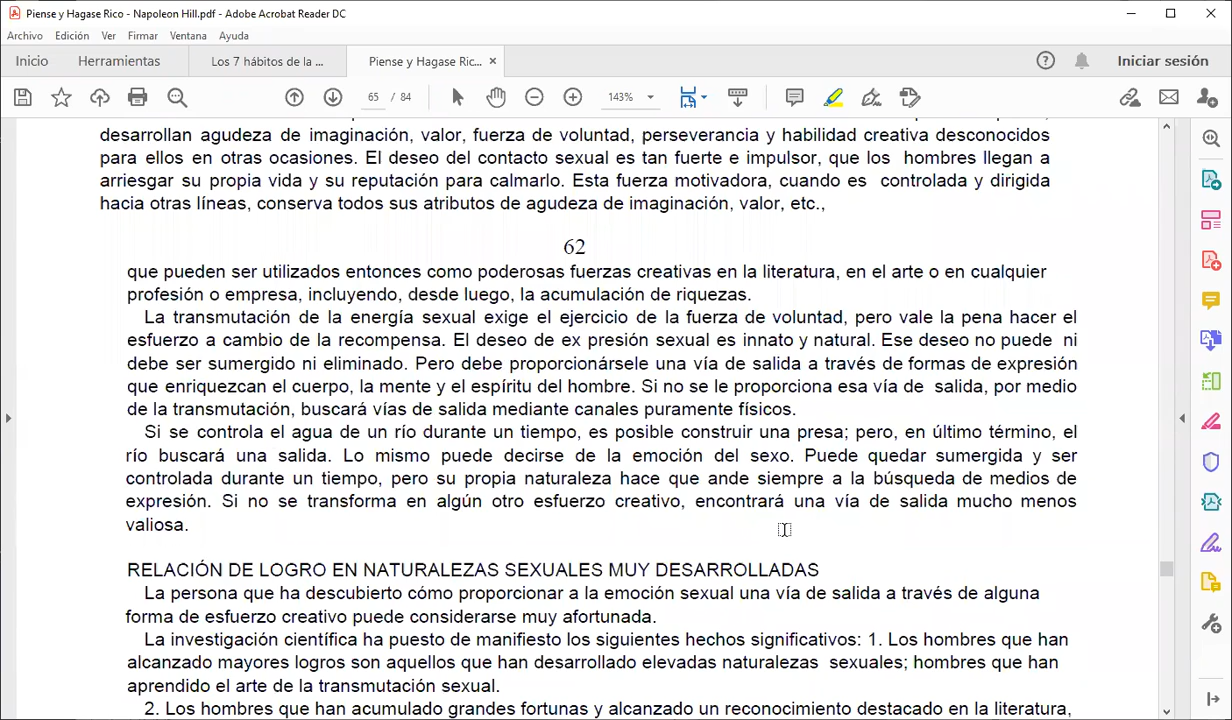 Piense y Hagase Rico - Napoleon Hill.pdf - Adobe Acrobat Reader DC
Archivo Edición Ver Firmar Ventana Ayuda
Inicio Herramientas Los 7 hábitos de la ... Piense y Hagase Ric... × Iniciar sesión
65 / 84 143%
desarrollan agudeza de imaginación, valor, fuerza de voluntad, perseverancia y habilidad creativa desconocidos
para ellos en otras ocasiones. El deseo del contacto sexual es tan fuerte e impulsor, que los hombres llegan a
arriesgar su propia vida y su reputación para calmarlo. Esta fuerza motivadora, cuando es controlada y dirigida
hacia otras líneas, conserva todos sus atributos de agudeza de imaginación, valor, etc.,
62
que pueden ser utilizados entonces como poderosas fuerzas creativas en la literatura, en el arte o en cualquier
profesión o empresa, incluyendo, desde luego, la acumulación de riquezas.
La transmutación de la energía sexual exige el ejercicio de la fuerza de voluntad, pero vale la pena hacer el
esfuerzo a cambio de la recompensa. El deseo de ex presión sexual es innato y natural. Ese deseo no puede ni
debe ser sumergido ni eliminado. Pero debe proporcionársele una vía de salida a través de formas de expresión
que enriquezcan el cuerpo, la mente y el espíritu del hombre. Si no se le proporciona esa vía de salida, por medio
de la transmutación, buscará vías de salida mediante canales puramente físicos.
Si se controla el agua de un río durante un tiempo, es posible construir una presa; pero, en último término, el
río buscará una salida. Lo mismo puede decirse de la emoción del sexo. Puede quedar sumergida y ser
controlada durante un tiempo, pero su propia naturaleza hace que ande siempre a la búsqueda de medios de
expresión. Si no se transforma en algún otro esfuerzo creativo, encontrará una vía de salida mucho menos
valiosa.
RELACIÓN DE LOGRO EN NATURALEZAS SEXUALES MUY DESARROLLADAS
La persona que ha descubierto cómo proporcionar a la emoción sexual una vía de salida a través de alguna
forma de esfuerzo creativo puede considerarse muy afortunada.
La investigación científica ha puesto de manifiesto los siguientes hechos significativos: 1. Los hombres que han
alcanzado mayores logros son aquellos que han desarrollado elevadas naturalezas sexuales; hombres que han
aprendido el arte de la transmutación sexual.
2. Los hombres que han acumulado grandes fortunas y alcanzado un reconocimiento destacado en la literatura,